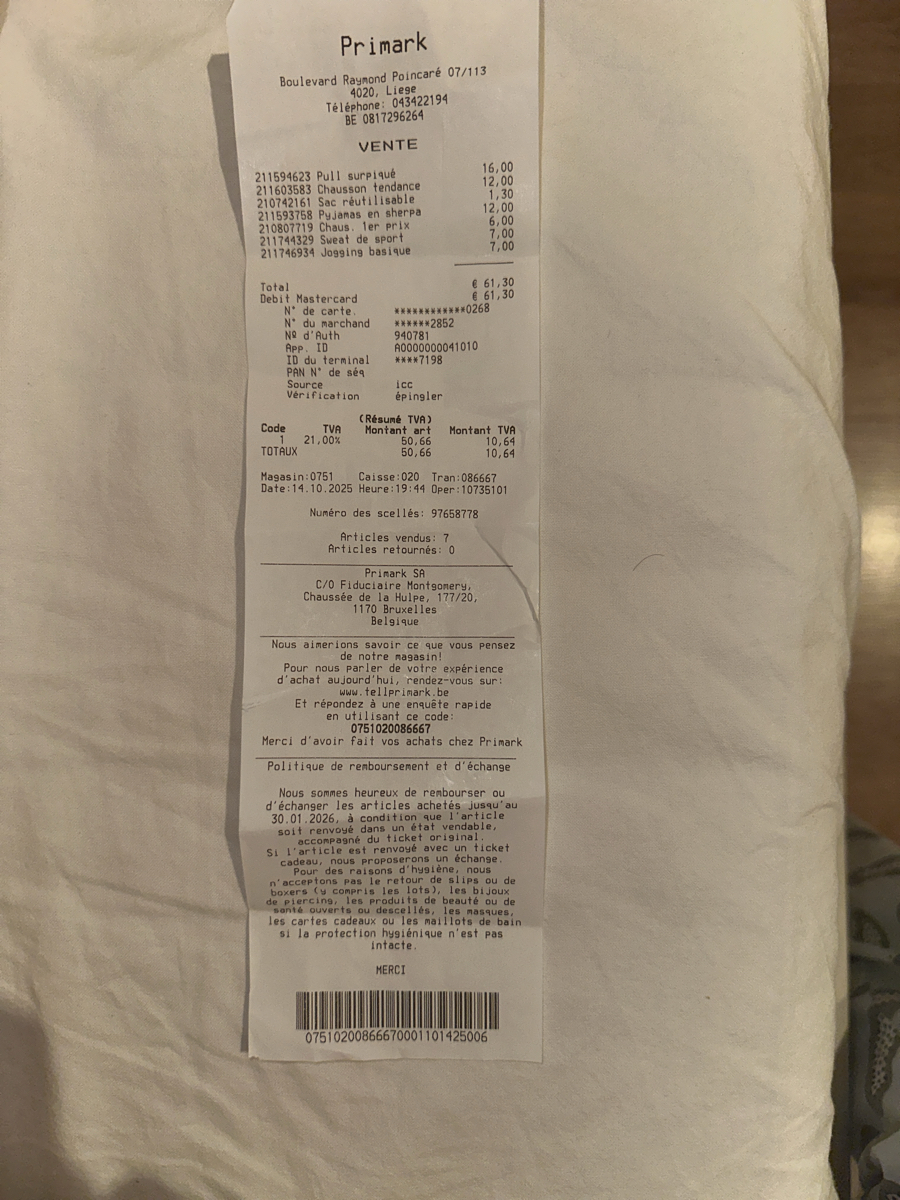 Primark
Boulevard Raymond Poincaré 07/113
4020, Liege
Téléphone: 043422194
BE 0817296264
VENTE
211594623 Pull surpiqué 16,00
211603583 Chausson tendance 12,00
210742161 Sac réutilisable 1,30
211593758 Pyjamas en sherpa 12,00
210807719 Chaus. 1er prix 6,00
211744329 Sweat de sport 7,00
211746934 Jogging basique 7,00
Total € 61,30
Debit Mastercard € 61,30
N° de carte. ************0268
N° du marchand ******2852
Nº d'Auth 940781
App. ID A0000000041010
ID du terminal ****7198
PAN N° de séq
Source icc
Vérification épingler
(Résumé TVA)
Code TVA Montant art Montant TVA
1 21,00% 50,66 10,64
TOTAUX 50,66 10,64
Magasin:0751 Caisse:020 Tran:086667
Date:14.10.2025 Heure:19:44 Oper:10735101
Numéro des scellés: 97658778
Articles vendus: 7
Articles retournés: 0
Primark SA
C/O Fiduciaire Montgomery,
Chaussée de la Hulpe, 177/20,
1170 Bruxelles
Belgique
Nous aimerions savoir ce que vous pensez
de notre magasin!
Pour nous parler de votre expérience
d'achat aujourd'hui, rendez-vous sur:
www.tellprimark.be
Et répondez à une enquête rapide
en utilisant ce code:
0751020086667
Merci d'avoir fait vos achats chez Primark
Politique de remboursement et d'échange
Nous sommes heureux de rembourser ou
d'échanger les articles achetés jusqu'au
30.01.2026, à condition que l'article
soit renvoyé dans un état vendable,
accompagné du ticket original.
Si l'article est renvoyé avec un ticket
cadeau, nous proposerons un échange.
Pour des raisons d'hygiène, nous
n'acceptons pas le retour de slips ou de
boxers (y compris les lots), les bijoux
de piercing, les produits de beauté ou de
santé ouverts ou descellés, les masques,
les cartes cadeaux ou les maillots de bain
si la protection hygiénique n'est pas
intacte.
MERCI
07510200866670001101425006